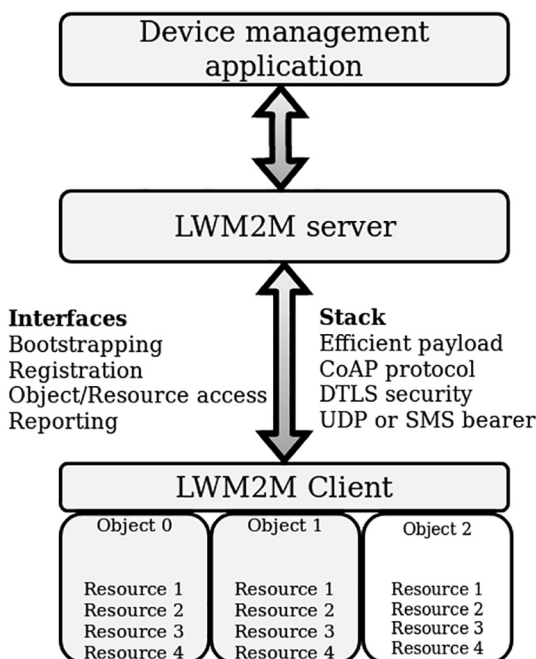 Device management
application
LWM2M server
Interfaces
Bootstrapping
Registration
Object/Resource access
Reporting
Stack
Efficient payload
CoAP protocol
DTLS security
UDP or SMS bearer
LWM2M Client
Object 0
Resource 1
Resource 2
Resource 3
Resource 4
Object 1
Resource 1
Resource 2
Resource 3
Resource 4
Object 2
Resource 1
Resource 2
Resource 3
Resource 4